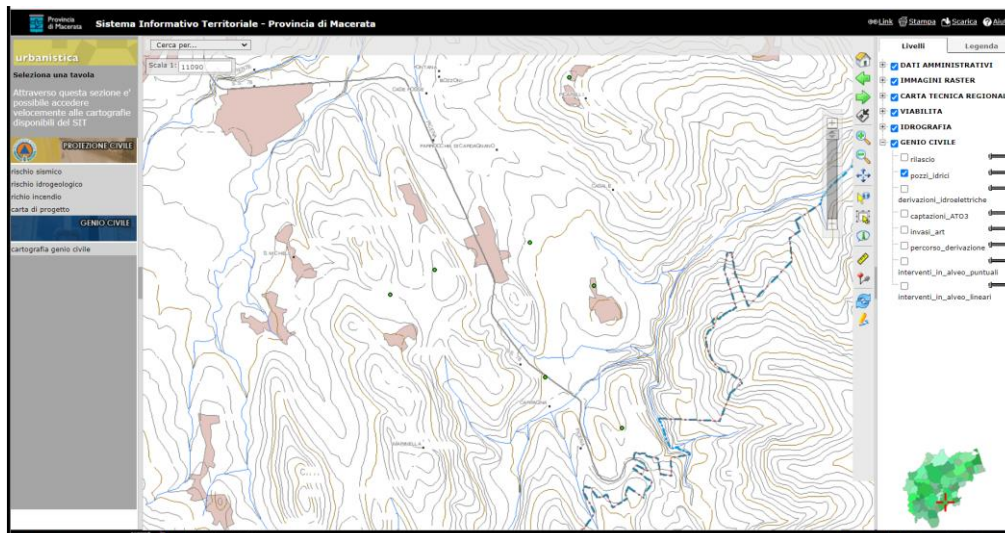 Provincia
di Macerata
Sistema Informativo Territoriale - Provincia di Macerata
Link Stampa Scarica
urbanistica
Seleziona una tavola
Attraverso questa sezione e'
possibile accedere
velocemente alle cartografie
disponibili del SIT
PROTEZIONE CIVILE
rischio sismico
rischio idrogeologico
richio incendio
carta di progetto
GENIO CIVILE
cartografia genio civile
Cerca per...
Scala 1: 11090
Livelli
Legenda
DATI AMMINISTRATIVI
IMMAGINI RASTER
CARTA TECNICA REGIONAL
VIABILITA
IDROGRAFIA
GENIO CIVILE
rilascio
pozzi_idrici
derivazioni_idroelettriche
captazioni_ATO3
invasi_art
percorso_derivazione
interventi_in_alveo_puntuali
interventi_in_alveo_lineari